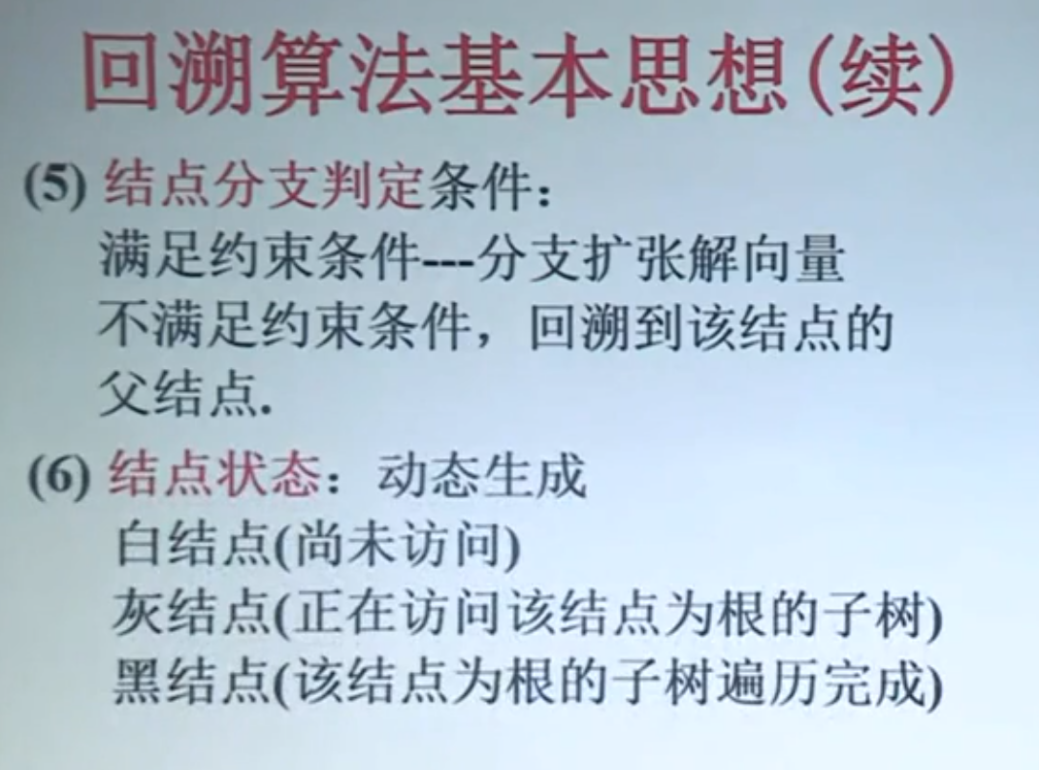 回溯算法基本思想(续)
(5) 结点分支判定条件：
满足约束条件---分支扩张解向量
不满足约束条件，回溯到该结点的
父结点.
(6) 结点状态：动态生成
白结点(尚未访问)
灰结点(正在访问该结点为根的子树)
黑结点(该结点为根的子树遍历完成)